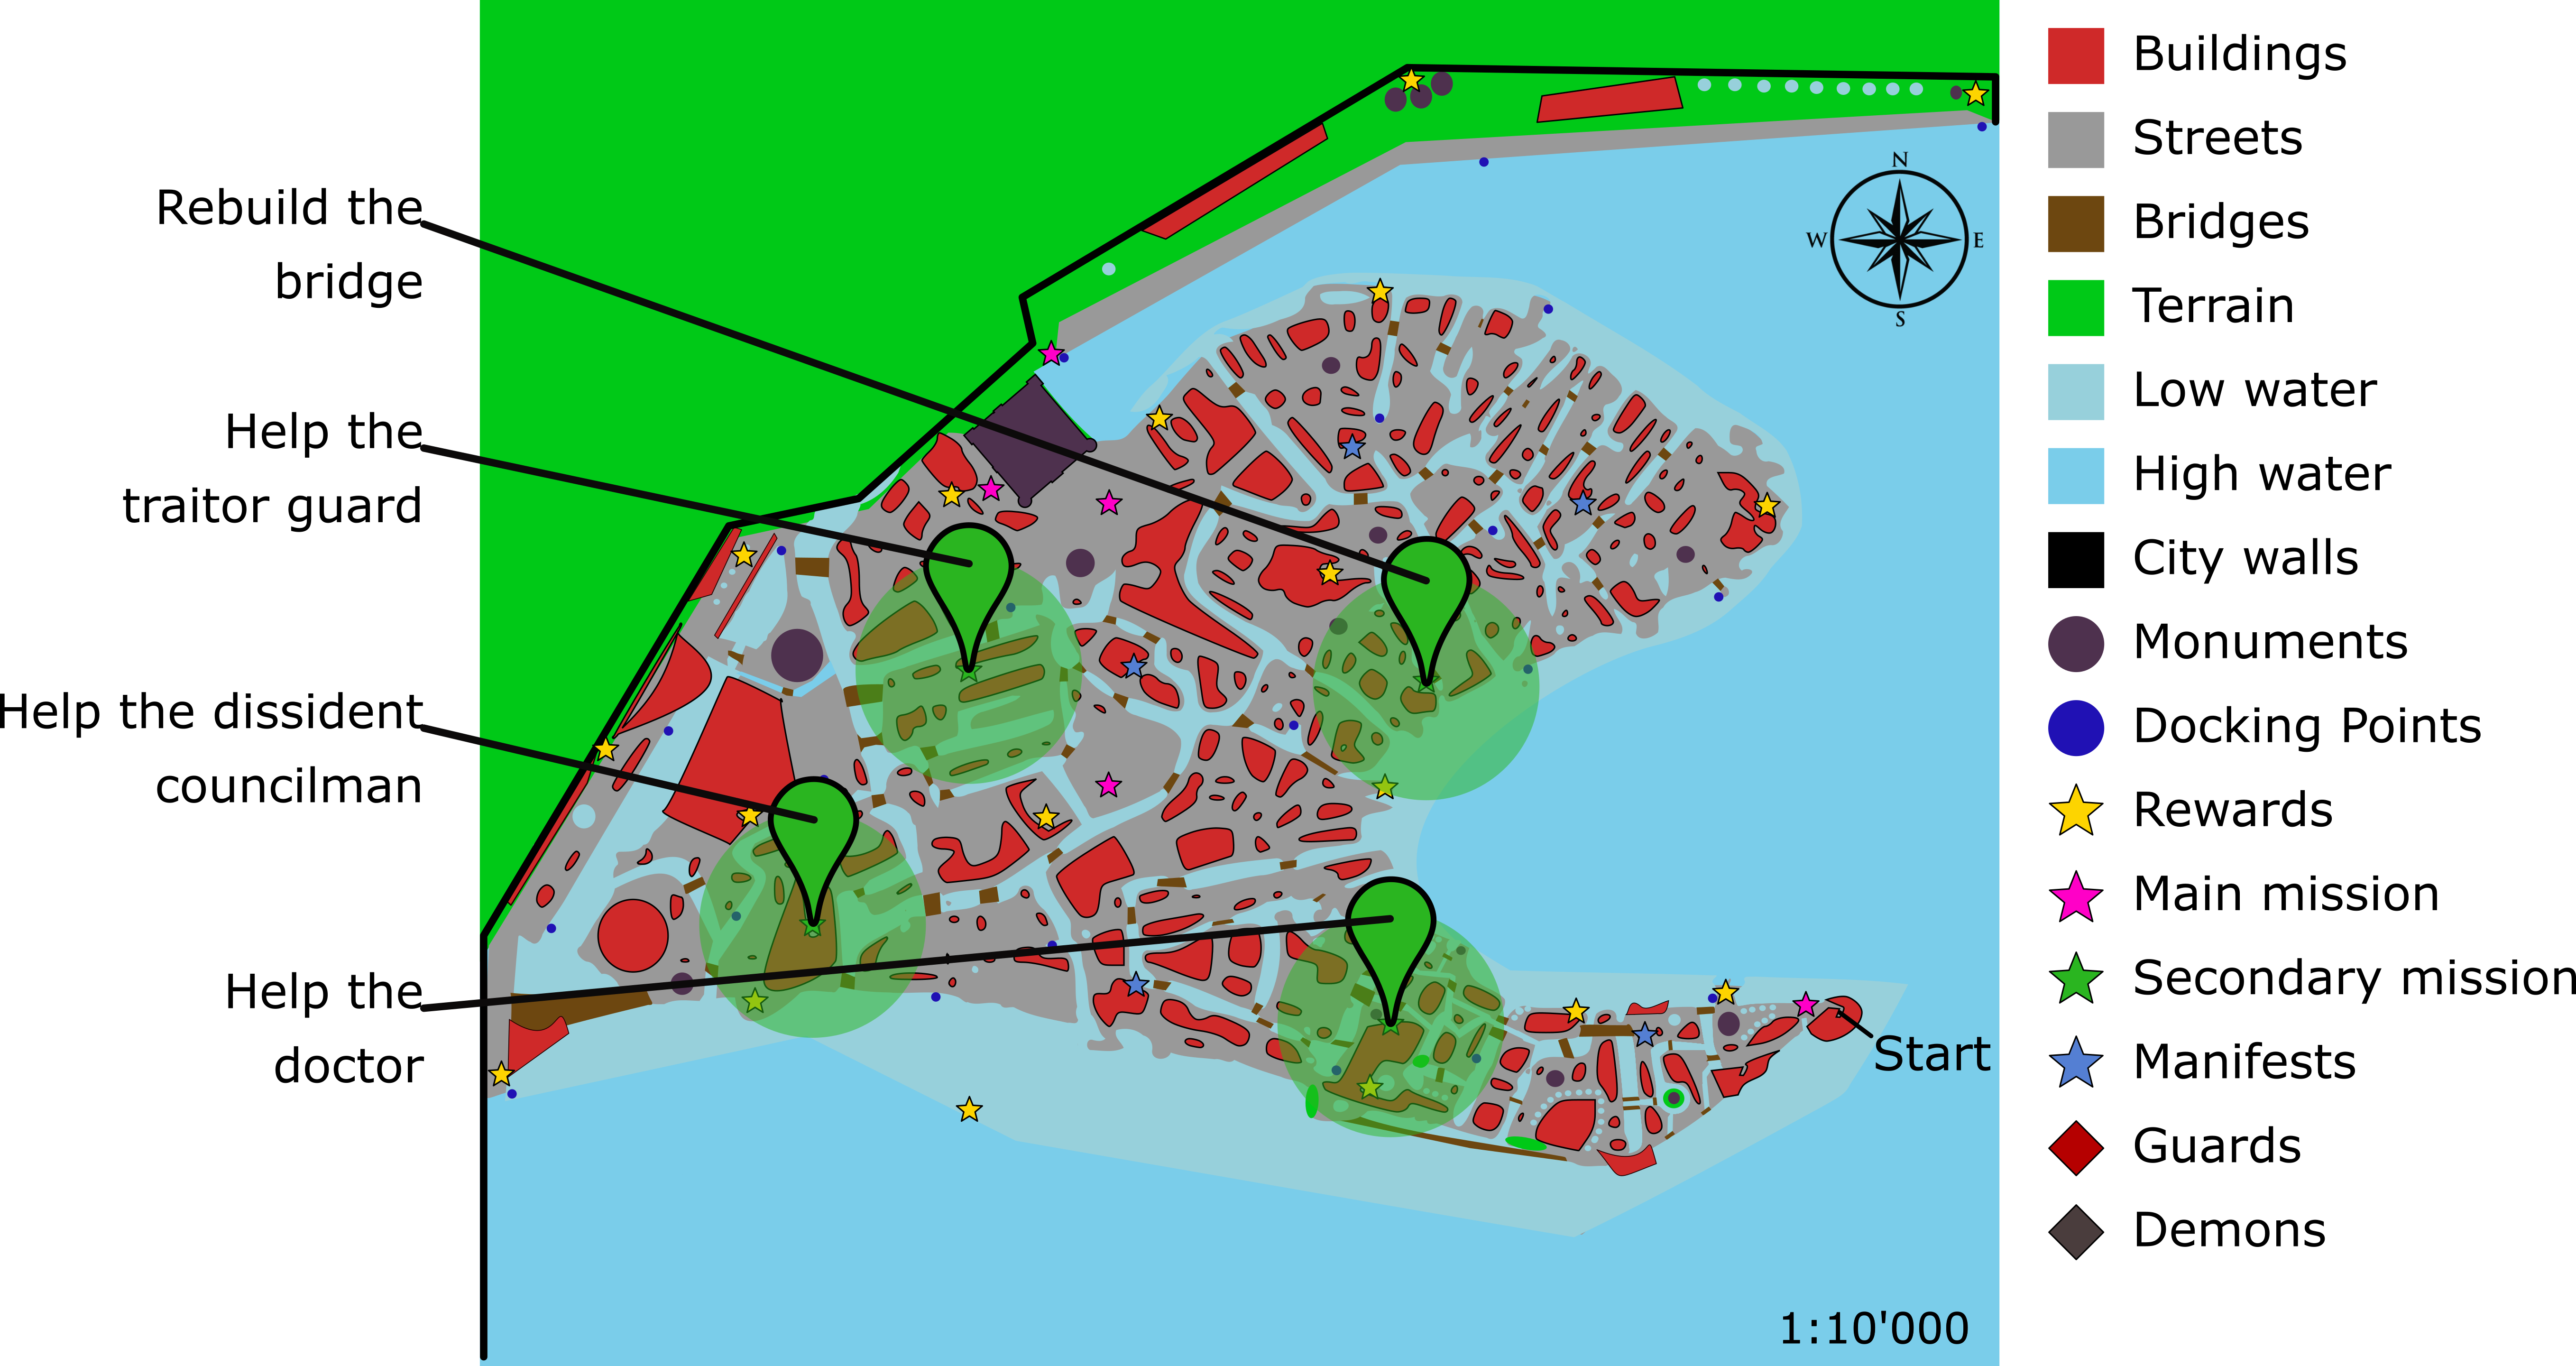 Rebuild the
bridge
Help the
traitor guard
Help the dissident
councilman
Help the
doctor
N
W
E
S
Start
1:10'000
Buildings
Streets
Bridges
Terrain
Low water
High water
City walls
Monuments
Docking Points
Rewards
Main mission
Secondary mission
Manifests
Guards
Demons